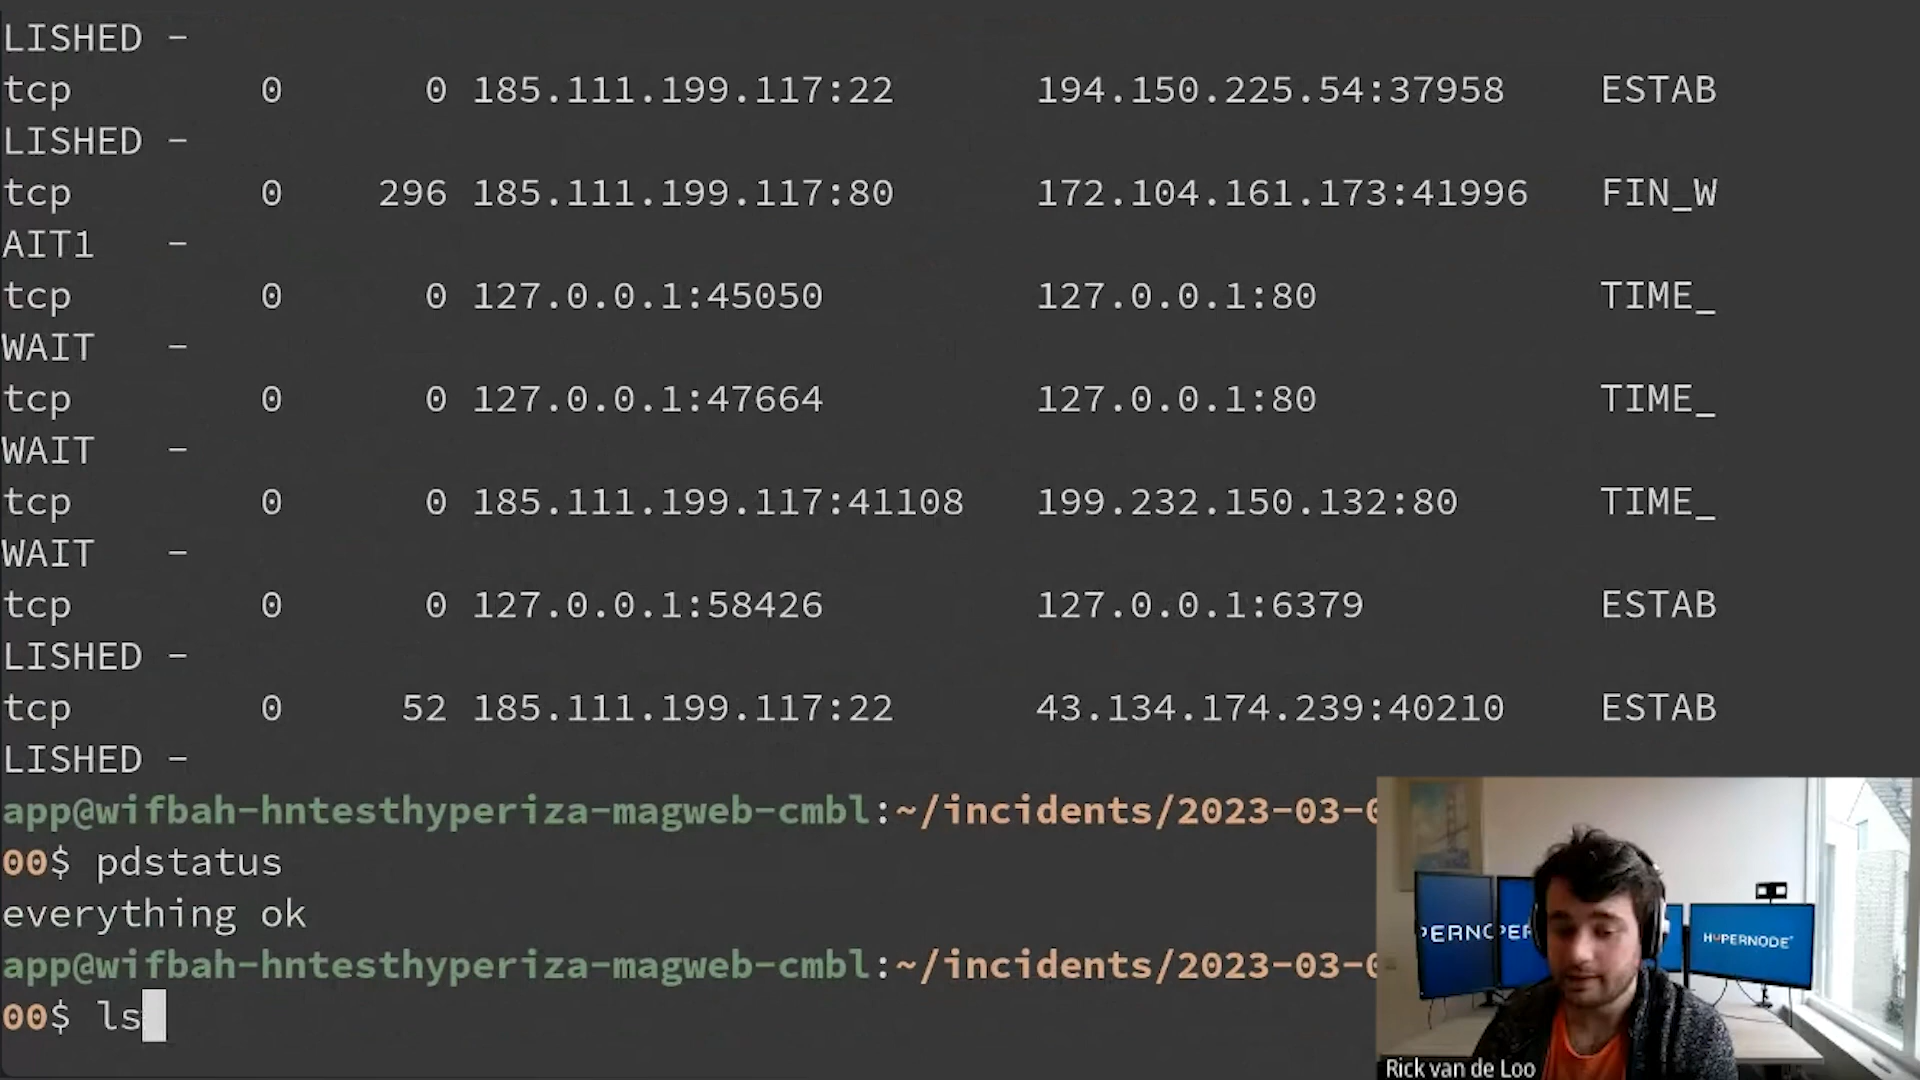 LISHED -
tcp 0 0 185.111.199.117:22 194.150.225.54:37958 ESTAB
LISHED -
tcp 0 296 185.111.199.117:80 172.104.161.173:41996 FIN_W
AIT1 -
tcp 0 0 127.0.0.1:45050 127.0.0.1:80 TIME_
WAIT -
tcp 0 0 127.0.0.1:47664 127.0.0.1:80 TIME_
WAIT -
tcp 0 0 185.111.199.117:41108 199.232.150.132:80 TIME_
WAIT -
tcp 0 0 127.0.0.1:58426 127.0.0.1:6379 ESTAB
LISHED -
tcp 0 52 185.111.199.117:22 43.134.174.239:40210 ESTAB
LISHED -
app@wifbah-hntesthyperiza-magweb-cmbl:~/incidents/2023-03-0
00$ pdstatus
everything ok
app@wifbah-hntesthyperiza-magweb-cmbl:~/incidents/2023-03-0
00$ ls
PERNO
PER
HYPERNODE
Rick van de Loo